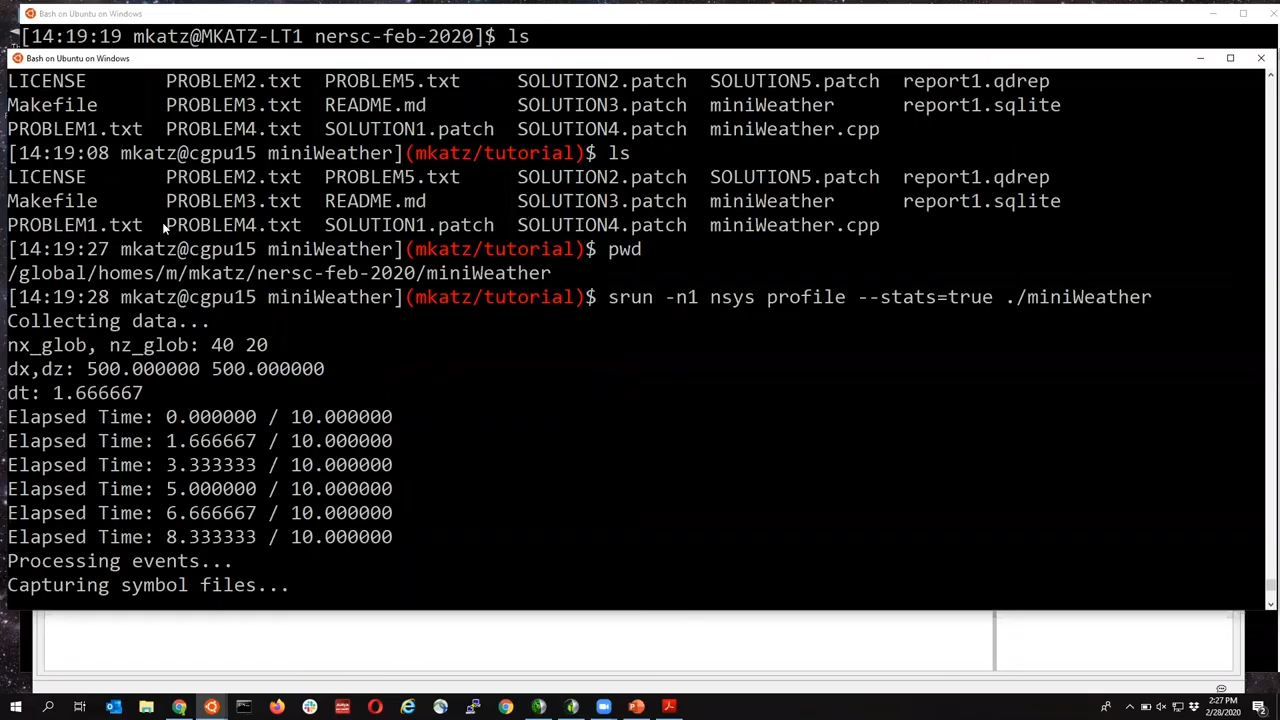 Bash on Ubuntu on Windows
[14:19:19 mkatz@MKATZ-LT1 nersc-feb-2020]$ ls
Bash on Ubuntu on Windows
LICENSE PROBLEM2.txt PROBLEM5.txt SOLUTION2.patch SOLUTION5.patch report1.qdrep
Makefile PROBLEM3.txt README.md SOLUTION3.patch miniWeather report1.sqlite
PROBLEM1.txt PROBLEM4.txt SOLUTION1.patch SOLUTION4.patch miniWeather.cpp
[14:19:08 mkatz@cgpu15 miniWeather](mkatz/tutorial)$ ls
LICENSE PROBLEM2.txt PROBLEM5.txt SOLUTION2.patch SOLUTION5.patch report1.qdrep
Makefile PROBLEM3.txt README.md SOLUTION3.patch miniWeather report1.sqlite
PROBLEM1.txt PROBLEM4.txt SOLUTION1.patch SOLUTION4.patch miniWeather.cpp
[14:19:27 mkatz@cgpu15 miniWeather](mkatz/tutorial)$ pwd
/global/homes/m/mkatz/nersc-feb-2020/miniWeather
[14:19:28 mkatz@cgpu15 miniWeather](mkatz/tutorial)$ srun -n1 nsys profile --stats=true ./miniWeather
Collecting data...
nx_glob, nz_glob: 40 20
dx,dz: 500.000000 500.000000
dt: 1.666667
Elapsed Time: 0.000000 / 10.000000
Elapsed Time: 1.666667 / 10.000000
Elapsed Time: 3.333333 / 10.000000
Elapsed Time: 5.000000 / 10.000000
Elapsed Time: 6.666667 / 10.000000
Elapsed Time: 8.333333 / 10.000000
Processing events...
Capturing symbol files...
2:27 PM
2/28/2020